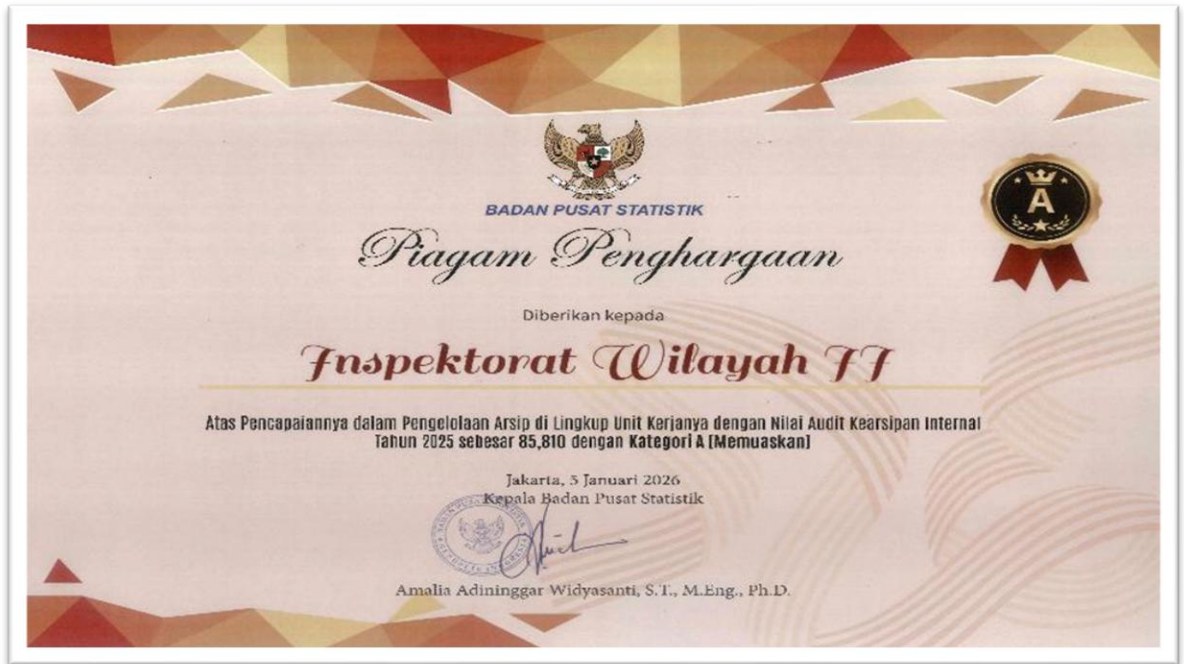 BADAN PUSAT STATISTIK
Piagam Penghargaan
A
Diberikan kepada
Inspektorat Wilayah II
Atas Pencapaiannya dalam Pengelolaan Arsip di Lingkup Unit Kerjanya dengan Nilai Audit Kearsipan Internal
Tahun 2025 sebesar 85,810 dengan Kategori A (Memuaskan)
Jakarta, 5 Januari 2026
Kepala Badan Pusat Statistik
Amalia Adininggar Widyasanti, S.T., M.Eng., Ph.D.